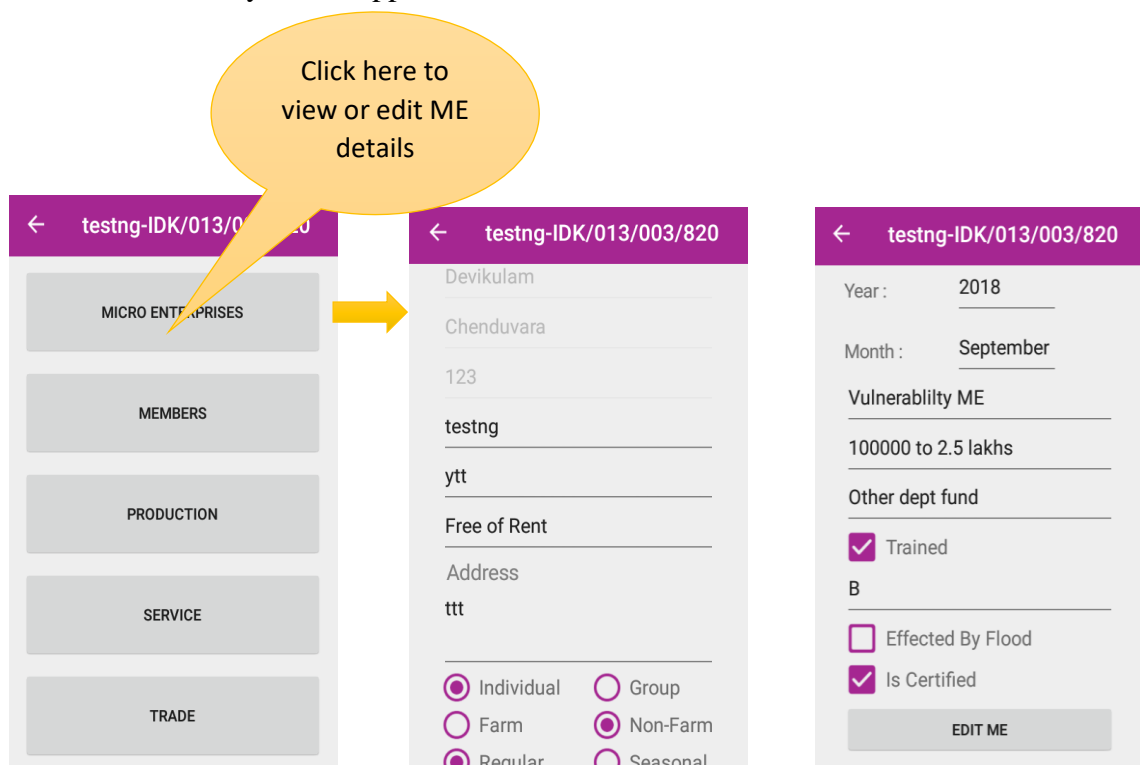 Click here to
view or edit ME
details
testng-IDK/013/0 20
MICRO ENTERPRISES
MEMBERS
PRODUCTION
SERVICE
TRADE
testng-IDK/013/003/820
Devikulam
Chenduvara
123
testng
ytt
Free of Rent
Address
ttt
Individual Group
Farm Non-Farm
Regular Seasonal
testng-IDK/013/003/820
Year : 2018
Month : September
Vulnerablilty ME
100000 to 2.5 lakhs
Other dept fund
Trained
B
Effected By Flood
Is Certified
EDIT ME